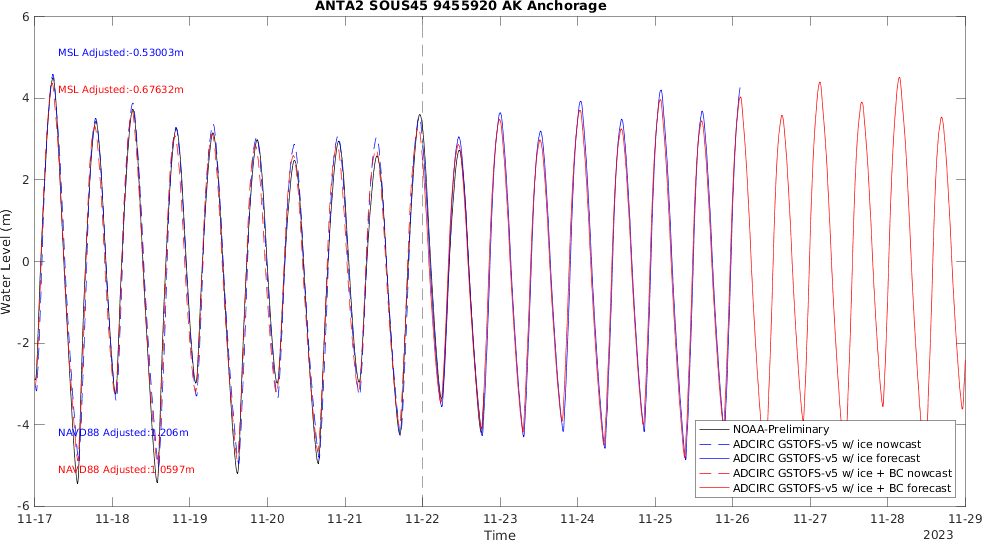 ANTA2 SOUS45 9455920 AK Anchorage
6
MSL Adjusted:-0.53003m
MSL Adjusted:-0.67632m
4
2
Water Level (m)
0
-2
-4
NAVD88 Adjusted:1.206m
NAVD88 Adjusted:1.0597m
-6
NOAA-Preliminary
ADCIRC GSTOFS-v5 w/ ice nowcast
ADCIRC GSTOFS-v5 w/ ice forecast
ADCIRC GSTOFS-v5 w/ ice + BC nowcast
ADCIRC GSTOFS-v5 w/ ice + BC forecast
11-17 11-18 11-19 11-20 11-21 11-22 11-23 11-24 11-25 11-26 11-27 11-28 11-29
Time
2023